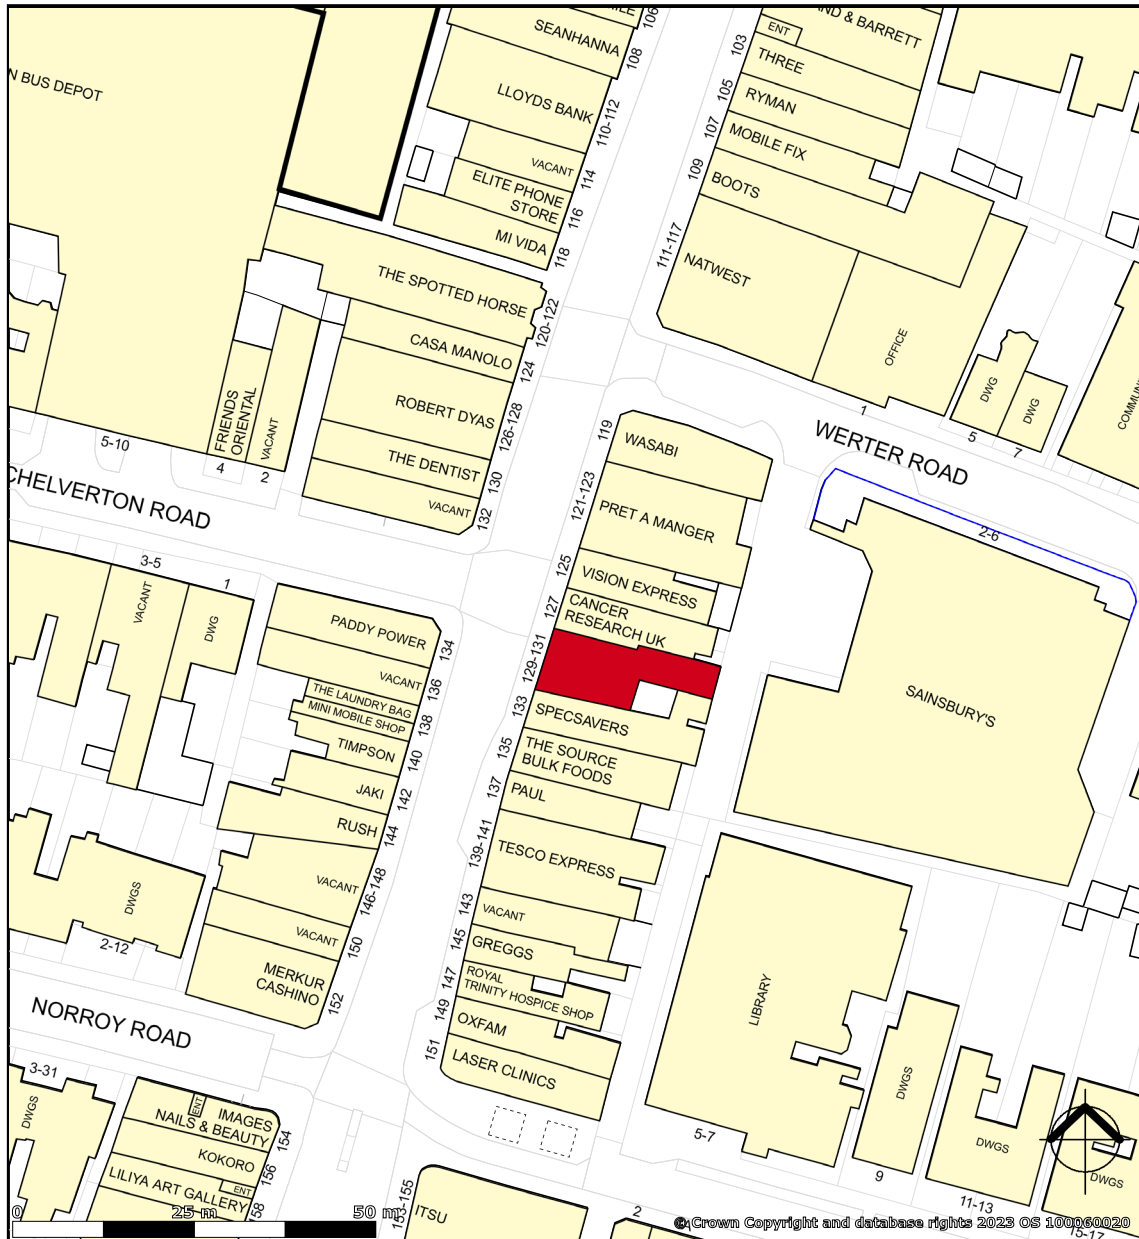 106
SEANHANNA
108
ND & BARRETT
ENT
103
THREE
N BUS DEPOT
LLOYDS BANK
110-112
105
RYMAN
107
MOBILE FIX
VACANT
114
109
BOOTS
ELITE PHONE
STORE
116
MI VIDA
118
111-117
NATWEST
THE SPOTTED HORSE
120-122
CASA MANOLO
124
OFFICE
DWG
DWG
FRIENDS
ORIENTAL
VACANT
ROBERT DYAS
126-128
119
WASABI
1
5
7
WERTER ROAD
5-10
4
2
THE DENTIST
130
VACANT
132
121-123
PRET A MANGER
2-6
CHELVERTON ROAD
3-5
1
VACANT
DWG
125
VISION EXPRESS
127
CANCER
RESEARCH UK
PADDY POWER
134
129-131
VACANT
136
THE LAUNDRY BAG
MINI MOBILE SHOP
138
TIMPSON
140
133
SPECSAVERS
SAINSBURY'S
135
THE SOURCE
BULK FOODS
JAKI
142
137
PAUL
RUSH
144
139-141
TESCO EXPRESS
VACANT
146-148
DWGS
2-12
143
VACANT
VACANT
150
145
GREGGS
MERKUR
CASHINO
152
147
ROYAL
TRINITY HOSPICE SHOP
149
OXFAM
151
LASER CLINICS
LIBRARY
DWGS
NORROY ROAD
3-31
DWGS
ENT
IMAGES
NAILS & BEAUTY
154
KOKORO
156
LILIYA ART GALLERY
ENT
158
5-7
9
DWGS
11-13
DWGS
15-17
153-155
ITSU
2
0
25 m
50 m
© Crown Copyright and database rights 2023 OS 100060020